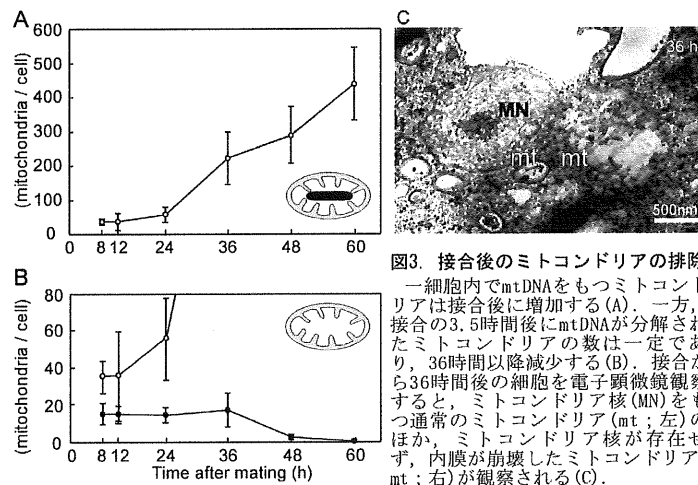 A
(mitochondria / cell)
600
500
400
300
200
100
0
0
8
12
24
36
48
60
B
(mitochondria / cell)
80
60
40
20
0
0
8
12
24
36
48
60
Time after mating (h)
C
36 h
MN
mt
mt
500nm
図3. 接合後のミトコンドリアの排除
一細胞内でmtDNAをもつミトコンド
リアは接合後に増加する(A). 一方,
接合の3.5時間後にmtDNAが分解され
たミトコンドリアの数は一定であ
り, 36時間以降減少する(B). 接合か
ら36時間後の細胞を電子顕微鏡観察
すると, ミトコンドリア核(MN)をも
つ通常のミトコンドリア(mt；左)の
ほか, ミトコンドリア核が存在せ
ず, 内膜が崩壊したミトコンドリア
mt；右)が観察される(C).